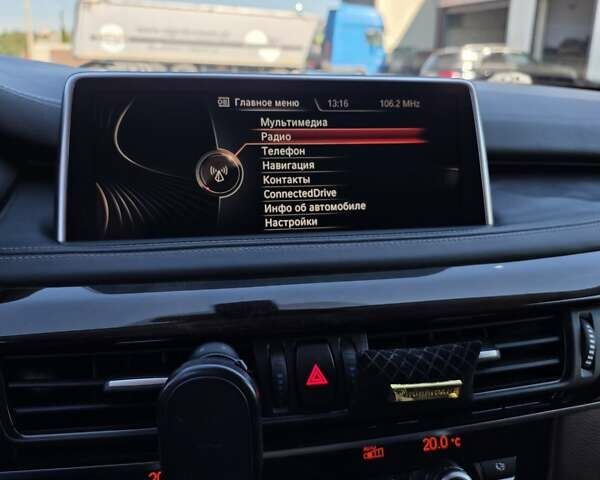 Главное меню 13:16 106.2 MHz
Мультимедиа
Радио
Телефон
Навигация
Контакты
ConnectedDrive
Инфо об автомобиле
Настройки
20.0 °C
20